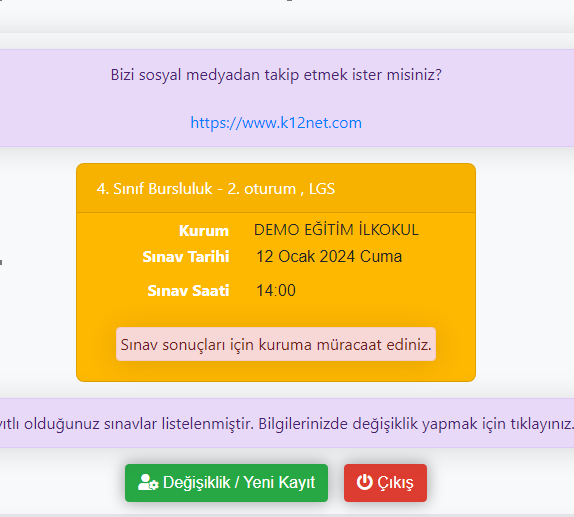 Bizi sosyal medyadan takip etmek ister misiniz?
https://www.k12net.com
4. Sınıf Bursluluk - 2. oturum , LGS
Kurum DEMO EĞİTİM İLKOKUL
Sınav Tarihi 12 Ocak 2024 Cuma
Sınav Saati 14:00
Sınav sonuçları için kuruma müracaat ediniz.
olduğunuz sınavlar listelenmiştir. Bilgilerinizde değişiklik yapmak için tıklayınız.
Değişiklik / Yeni Kayıt Çıkış